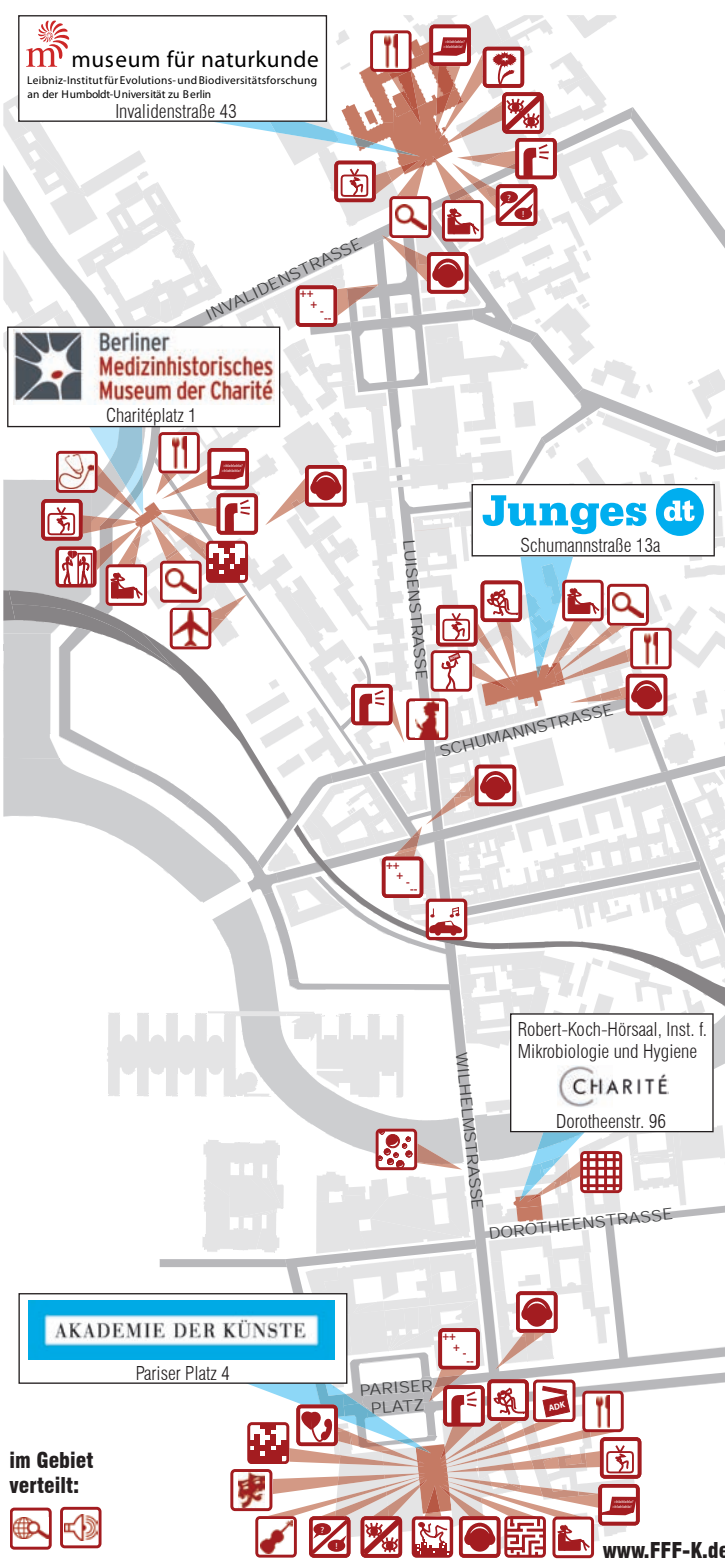 museum für naturkunde
Leibniz-Institut für Evolutions- und Biodiversitätsforschung
an der Humboldt-Universität zu Berlin
Invalidenstraße 43
INVALIDENSTRASSE
++
+
-
--
Berliner
Medizinhistorisches
Museum der Charité
Charitéplatz 1
Junges dt
Schumannstraße 13a
LUISENSTRASSE
SCHUMANNSTRASSE
++
+
-
--
Robert-Koch-Hörsaal, Inst. f.
Mikrobiologie und Hygiene
CHARITÉ
Dorotheenstr. 96
WILHELMSTRASSE
DOROTHEENSTRASSE
AKADEMIE DER KÜNSTE
Pariser Platz 4
++
+
-
--
PARISER
PLATZ
ADK
im Gebiet
verteilt:
www.FFF-K.de